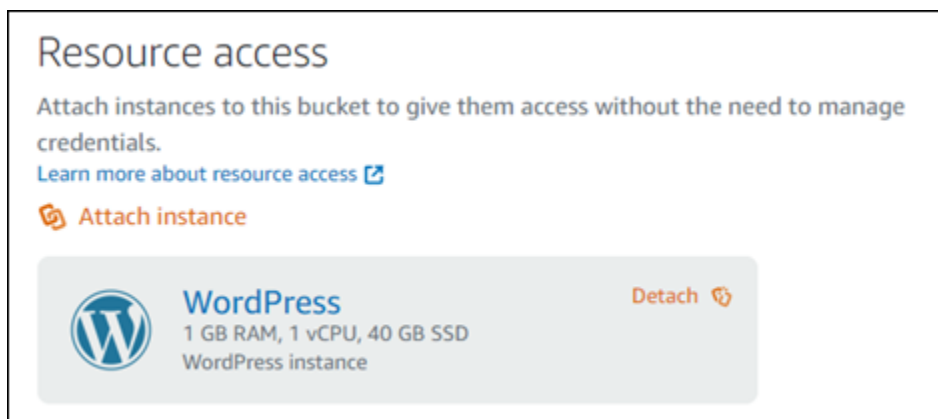 Resource access
Attach instances to this bucket to give them access without the need to manage
credentials.
Learn more about resource access
Attach instance
WordPress
Detach
1 GB RAM, 1 vCPU, 40 GB SSD
WordPress instance